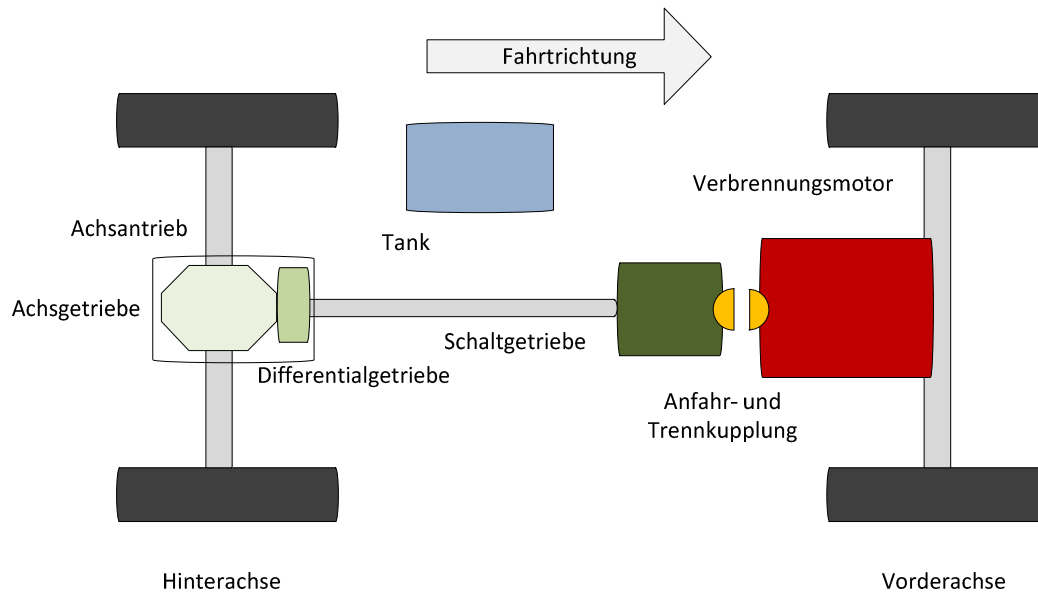 Fahrtrichtung
Verbrennungsmotor
Achsantrieb
Tank
Achsgetriebe
Schaltgetriebe
Differentialgetriebe
Anfahr- und
Trennkupplung
Hinterachse
Vorderachse